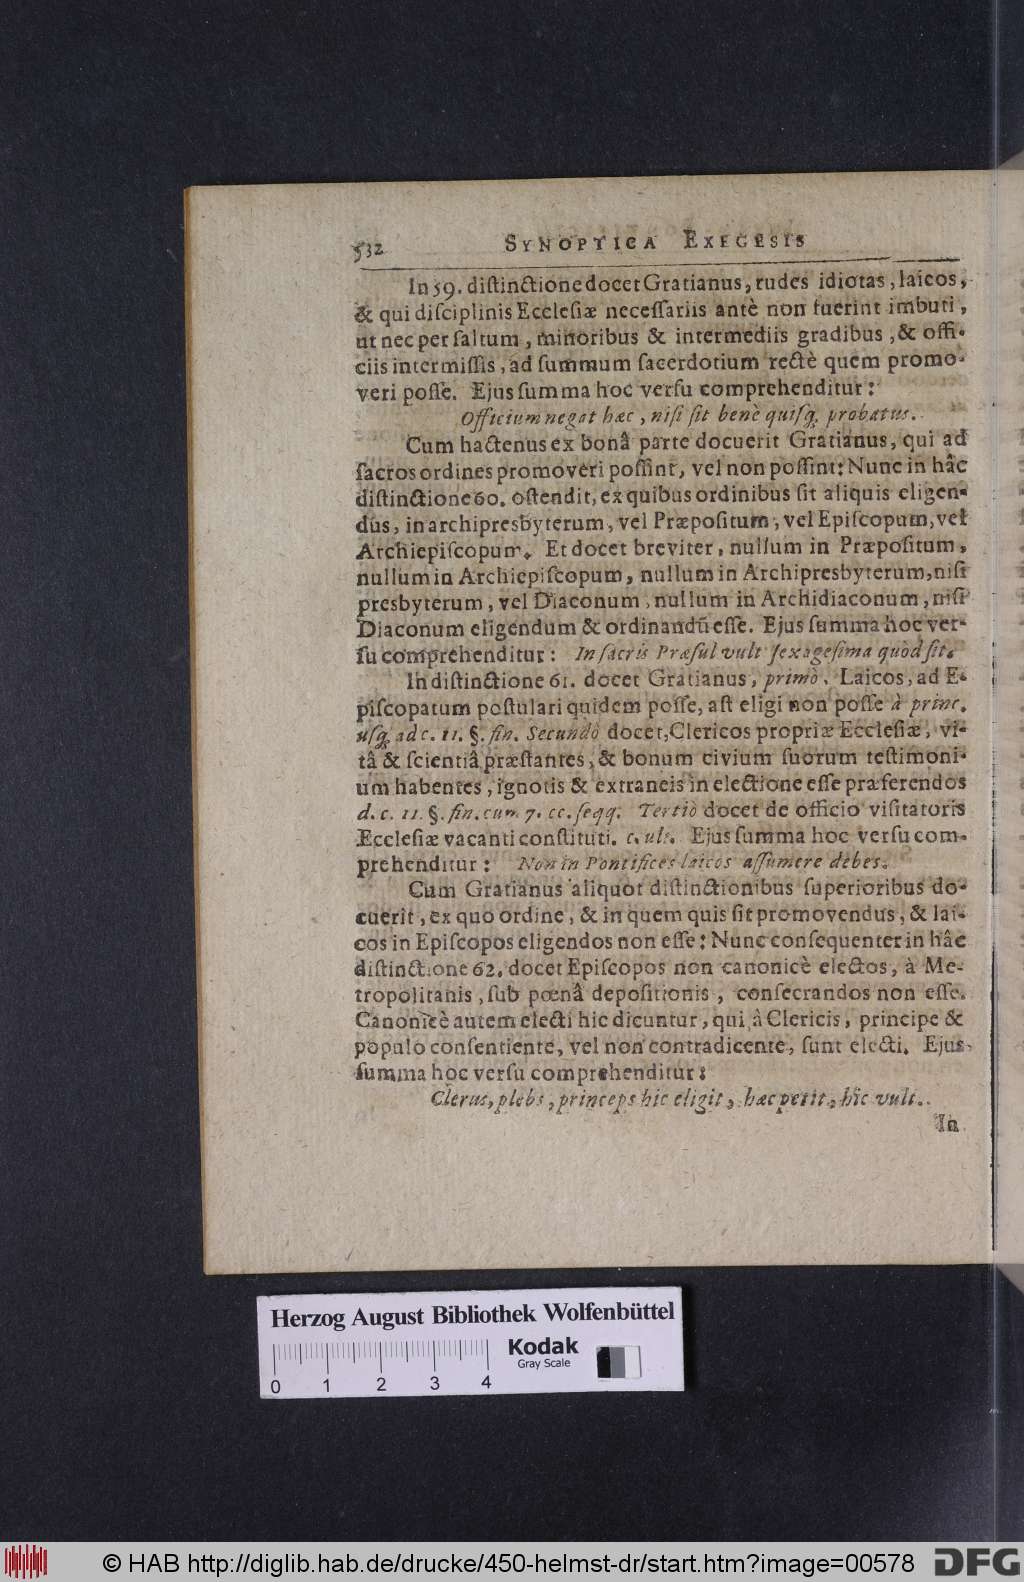 532 SYNOPTICA EXEGESIS
In 59. diſtinctione docet Gratianus, rudes idiotas, laicos,
& qui diſciplinis Eccleſiæ neceſſariis antè non fuerint imbuti,
ut nec per ſaltum, minoribus & intermediis gradibus, & offi-
ciis intermiſſis, ad ſummum ſacerdotium rectè quem promo-
veri poſſe. Ejus ſumma hoc verſu comprehenditur:
Officium negat hæc, niſi ſit benè quiſq; probatus.
Cum hactenus ex bonâ parte docuerit Gratianus, qui ad
ſacros ordines promoveri poſſint, vel non poſſint: Nunc in hâc
diſtinctione 60. oſtendit, ex quibus ordinibus ſit aliquis eligen-
dus, in archipresbyterum, vel Præpoſitum, vel Epiſcopum, vel
Archiepiſcopum. Et docet breviter, nullum in Præpoſitum,
nullum in Archiepiſcopum, nullum in Archipresbyterum, niſi
presbyterum, vel Diaconum, nullum in Archidiaconum, niſi
Diaconum eligendum & ordinandū eſſe. Ejus ſumma hoc ver-
ſu comprehenditur: In ſacris Præſul vult ſexageſima quòd ſit.
In diſtinctione 61. docet Gratianus, primò. Laicos, ad E-
piſcopatum poſtulari quidem poſſe, aſt eligi non poſſe à princ.
uſq; ad c. 11. §. fin. Secundò docet, Clericos propriæ Eccleſiæ, vi-
tâ & ſcientiâ præſtantes, & bonum civium ſuorum teſtimoni-
um habentes, ignotis & extraneis in electione eſſe præferendos
d. c. 11 §. fin. cum 7. cc. ſeqq. Tertiò docet de officio viſitatoris
Eccleſiæ vacanti conſtituti. c. ult. Ejus ſumma hoc verſu com-
prehenditur: Non in Pontifices laicos aſſumere debes.
Cum Gratianus aliquot diſtinctionibus ſuperioribus do-
cuerit, ex quo ordine, & in quem quis ſit promovendus, & lai-
cos in Epiſcopos eligendos non eſſe: Nunc conſequenter in hâc
diſtinctione 62. docet Epiſcopos non canonicè electos, à Me-
tropolitanis, ſub pœnâ depoſitionis, conſecrandos non eſſe.
Canonicè autem electi hic dicuntur, qui â Clericis, principe &
populo conſentiente, vel non contradicente, ſunt electi. Ejus
ſumma hoc verſu comprehenditur:
Clerus, plebs, princeps hic eligit, hæc petit, hic vult.
In
Herzog August Bibliothek Wolfenbüttel
Kodak
Gray Scale
0 1 2 3 4
© HAB http://diglib.hab.de/drucke/450-helmst-dr/start.htm?image=00578 DFG